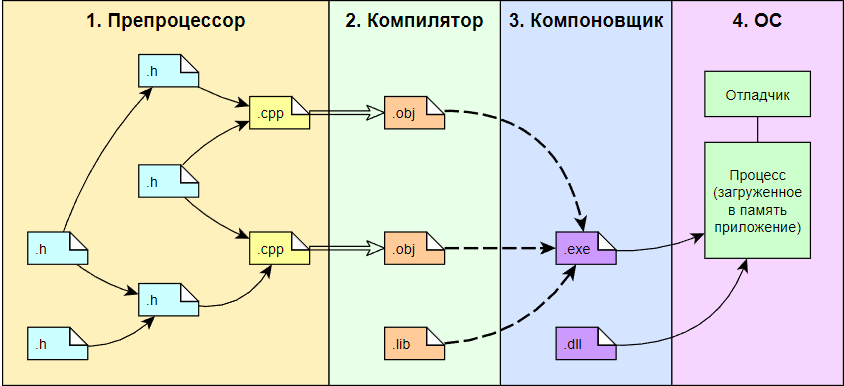 1. Препроцессор
2. Компилятор
3. Компоновщик
4. ОС
.h
.cpp
.obj
Отладчик
.h
Процесс
(загруженное
в память
приложение)
.h
.cpp
.obj
.exe
.h
.h
.lib
.dll